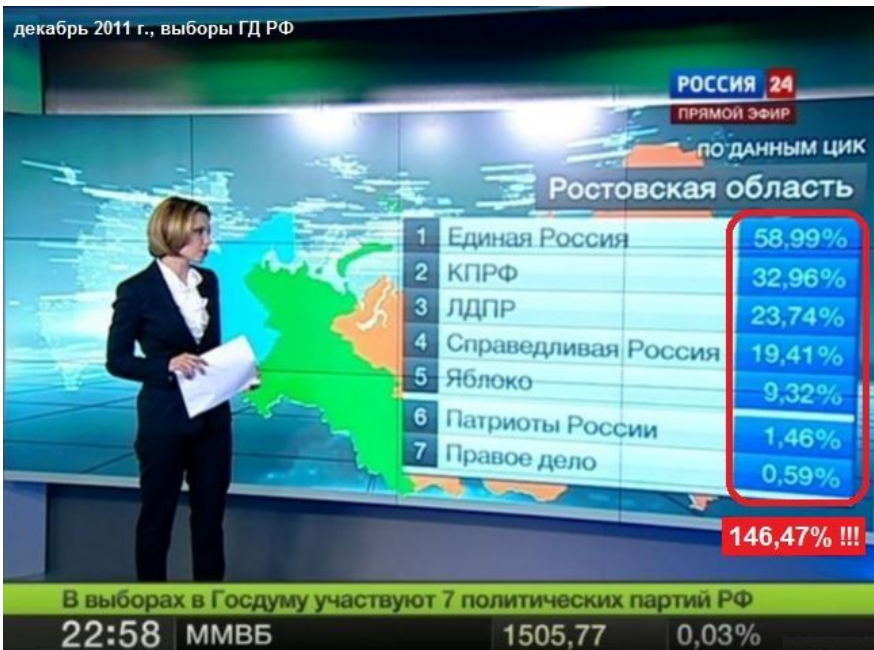 декабрь 2011 г., выборы ГД РФ
РОССИЯ 24
ПРЯМОЙ ЭФИР
ПО ДАННЫМ ЦИК
Ростовская область
1 Единая Россия 58,99%
2 КПРФ 32,96%
3 ЛДПР 23,74%
4 Справедливая Россия 19,41%
5 Яблоко 9,32%
6 Патриоты России 1,46%
7 Правое дело 0,59%
146,47% !!!
В выборах в Госдуму участвуют 7 политических партий РФ
22:58 ММВБ 1505,77 0,03%